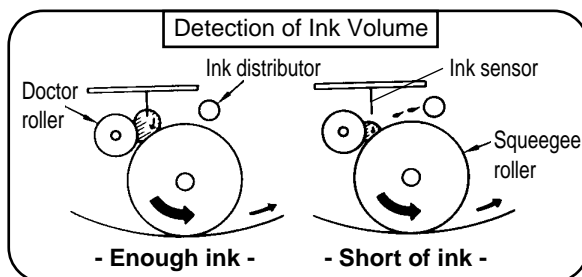 Detection of Ink Volume
Ink distributor
Doctor
roller
Ink sensor
Squeegee
roller
- Enough ink -
- Short of ink -